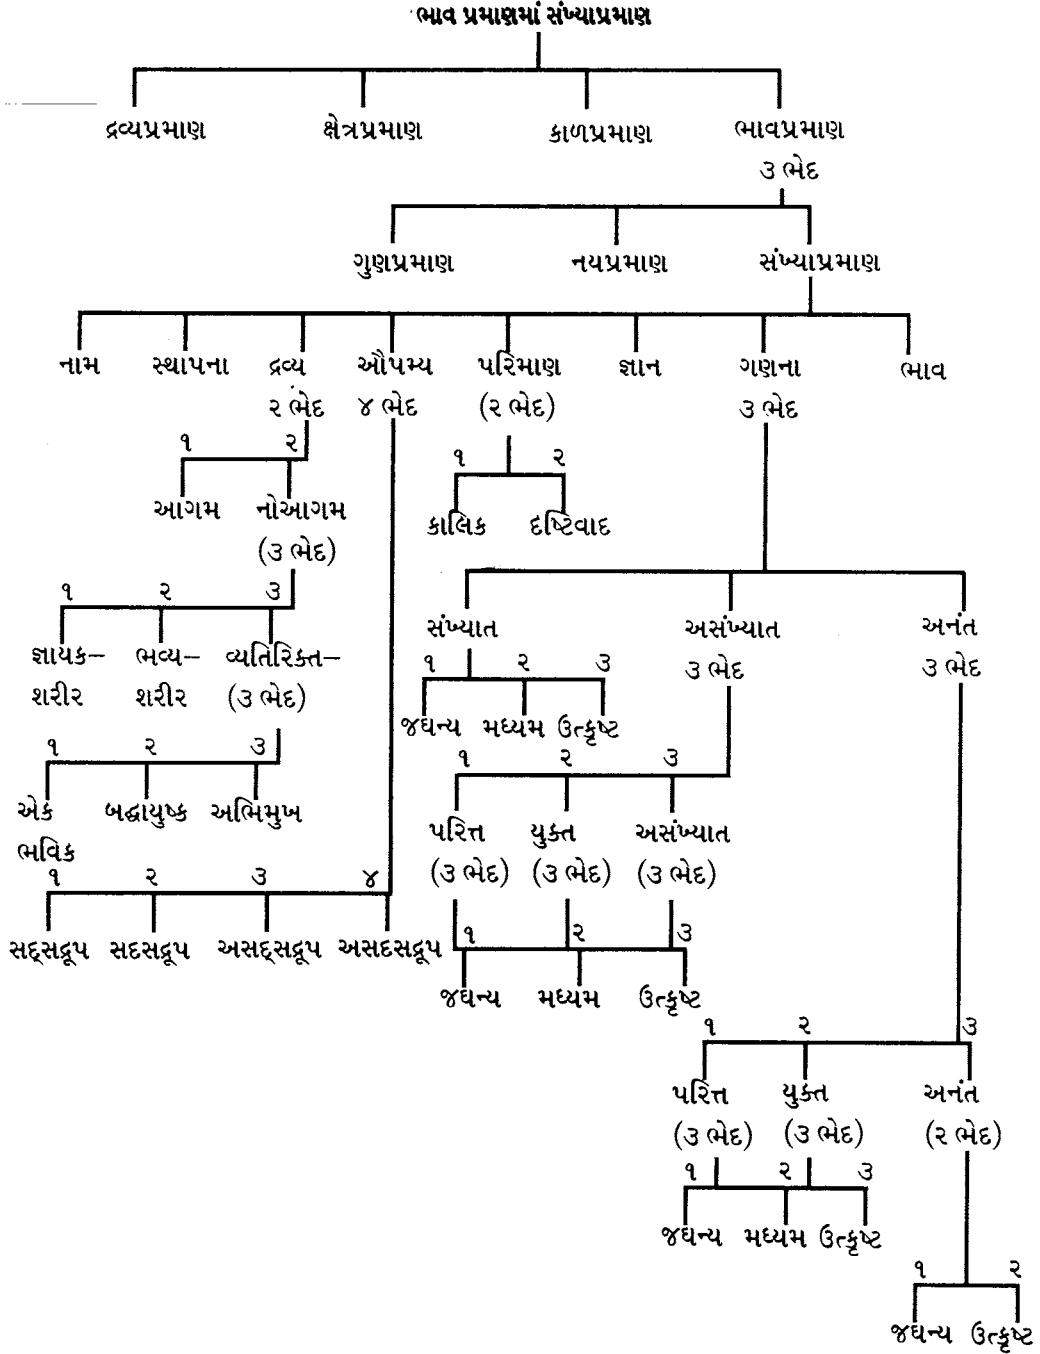 ભાવ પ્રમાણમાં સંખ્યાપ્રમાણ
દ્રવ્યપ્રમાણ ક્ષેત્રપ્રમાણ કાળપ્રમાણ ભાવપ્રમાણ
૩ ભેદ
ગુણપ્રમાણ નયપ્રમાણ સંખ્યાપ્રમાણ
નામ સ્થાપના દ્રવ્ય ઔપમ્ય પરિમાણ જ્ઞાન ગણના ભાવ
૨ ભેદ ૪ ભેદ (૨ ભેદ) ૩ ભેદ
૧ ૨ ૧ ૨
આગમ નોઆગમ કાલિક દૃષ્ટિવાદ
(૩ ભેદ)
૧ ૨ ૩
સંખ્યાત અસંખ્યાત અનંત
જ્ઞાયક– ભવ્ય– વ્યતિરિક્ત– ૧ ૨ ૩ ૩ ભેદ ૩ ભેદ
શરીર શરીર (૩ ભેદ)
જઘન્ય મધ્યમ ઉત્કૃષ્ટ
૧ ૨ ૩ ૧ ૨ ૩
એક બદ્ધાયુષ્ક અભિમુખ
ભવિક પરિત્ત યુક્ત અસંખ્યાત
૧ ૨ ૩ ૪ (૩ ભેદ) (૩ ભેદ) (૩ ભેદ)
સદ્સદ્રૂપ સદસદ્રૂપ અસદ્સદ્રૂપ અસદસદ્રૂપ ૧ ૨ ૩
જઘન્ય મધ્યમ ઉત્કૃષ્ટ
૧ ૨ ૩
પરિત્ત યુક્ત અનંત
(૩ ભેદ) (૩ ભેદ) (૨ ભેદ)
૧ ૨ ૩
જઘન્ય મધ્યમ ઉત્કૃષ્ટ
૧ ૨
જઘન્ય ઉત્કૃષ્ટ